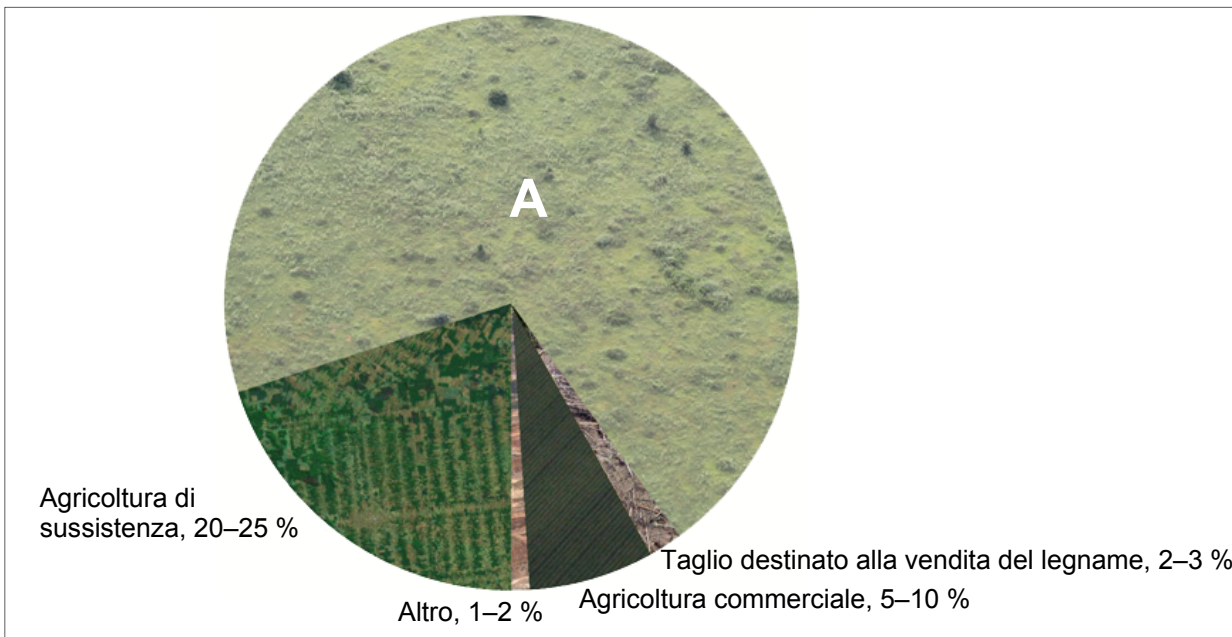 A
Agricoltura di
sussistenza, 20–25 %
Taglio destinato alla vendita del legname, 2–3 %
Agricoltura commerciale, 5–10 %
Altro, 1–2 %